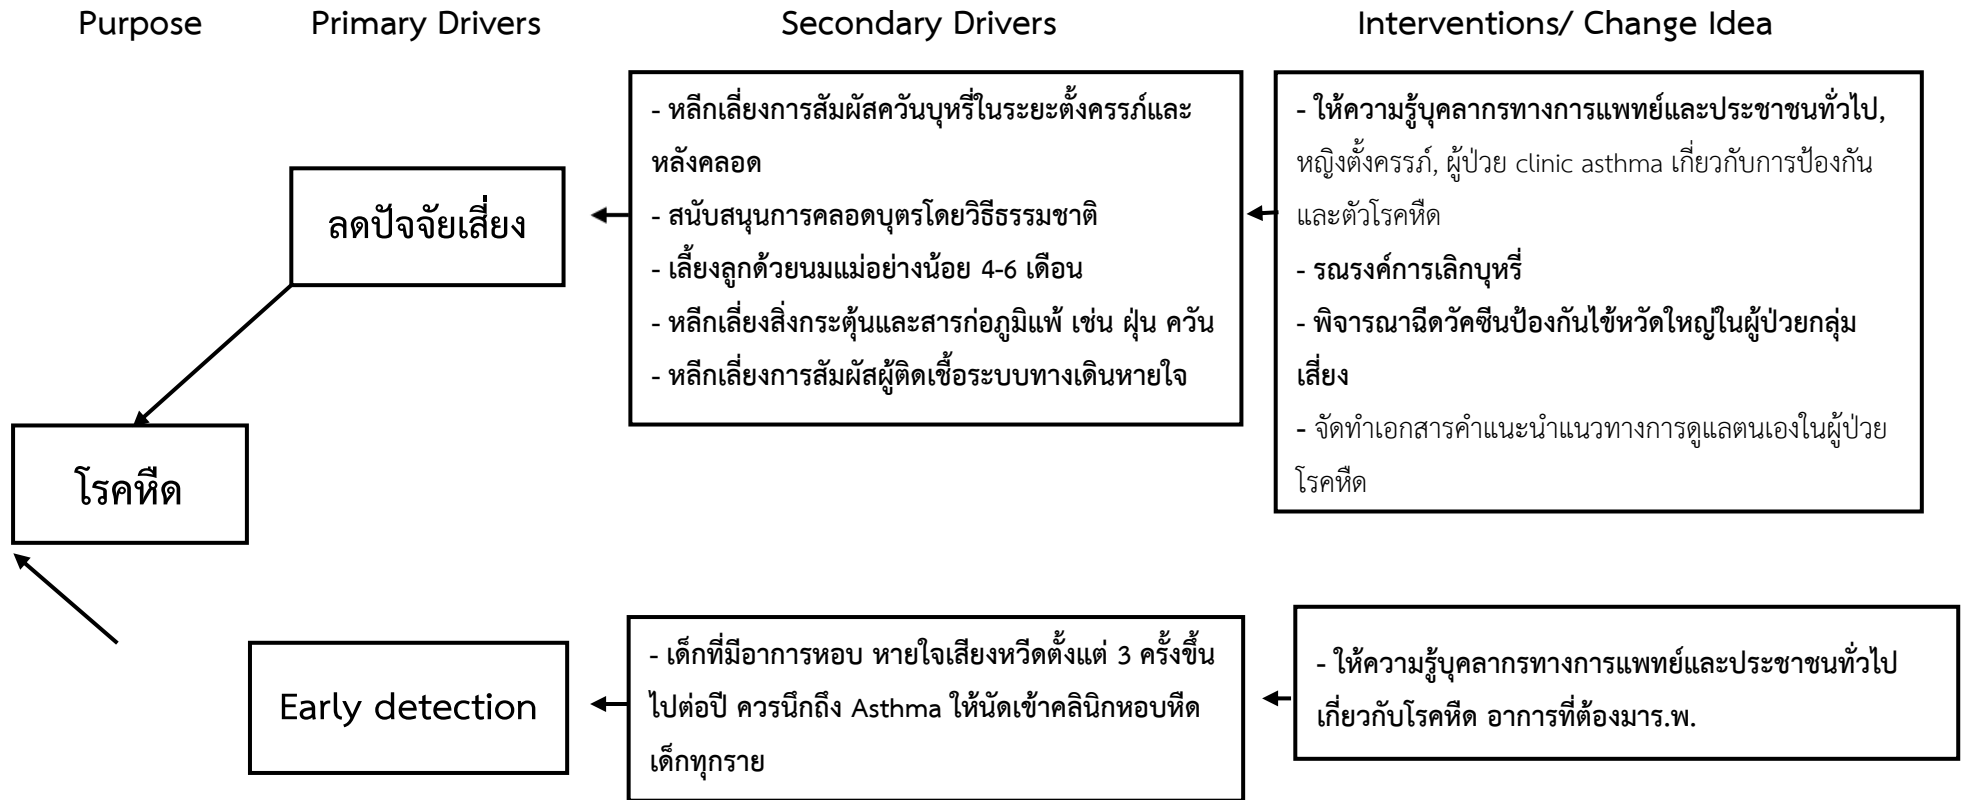 Purpose Primary Drivers Secondary Drivers Interventions/ Change Idea
ลดปัจจัยเสี่ยง
- หลีกเลี่ยงการสัมผัสควันบุหรี่ในระยะตั้งครรภ์และ
หลังคลอด
- สนับสนุนการคลอดบุตรโดยวิธีธรรมชาติ
- เลี้ยงลูกด้วยนมแม่อย่างน้อย 4-6 เดือน
- หลีกเลี่ยงสิ่งกระตุ้นและสารก่อภูมิแพ้ เช่น ฝุ่น ควัน
- หลีกเลี่ยงการสัมผัสผู้ติดเชื้อระบบทางเดินหายใจ
- ให้ความรู้บุคลากรทางการแพทย์และประชาชนทั่วไป,
หญิงตั้งครรภ์, ผู้ป่วย clinic asthma เกี่ยวกับการป้องกัน
และตัวโรคหืด
- รณรงค์การเลิกบุหรี่
- พิจารณาฉีดวัคซีนป้องกันไข้หวัดใหญ่ในผู้ป่วยกลุ่ม
เสี่ยง
- จัดทำเอกสารคำแนะนำแนวทางการดูแลตนเองในผู้ป่วย
โรคหืด
โรคหืด
Early detection
- เด็กที่มีอาการหอบ หายใจเสียงหวีดตั้งแต่ 3 ครั้งขึ้น
ไปต่อปี ควรนึกถึง Asthma ให้นัดเข้าคลินิกหอบหืด
เด็กทุกราย
- ให้ความรู้บุคลากรทางการแพทย์และประชาชนทั่วไป
เกี่ยวกับโรคหืด อาการที่ต้องมาร.พ.